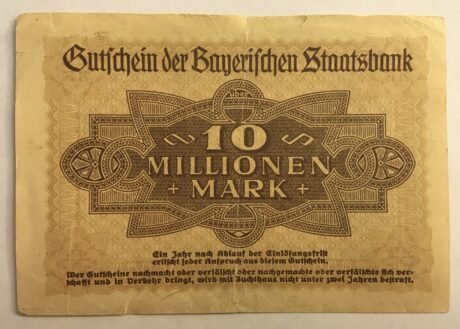 Gutschein der Bayerischen Staatsbank
10
MILLIONEN
MARK
Ein Jahr nach Ablauf der Einlösungsfrist
erlischt jeder Anspruch aus diesem Gutschein.
Wer Gutscheine nachmacht oder verfälscht oder nachgemachte oder verfälschte sich ver-
schafft und in Verkehr bringt, wird mit Zuchthaus nicht unter zwei Jahren bestraft.